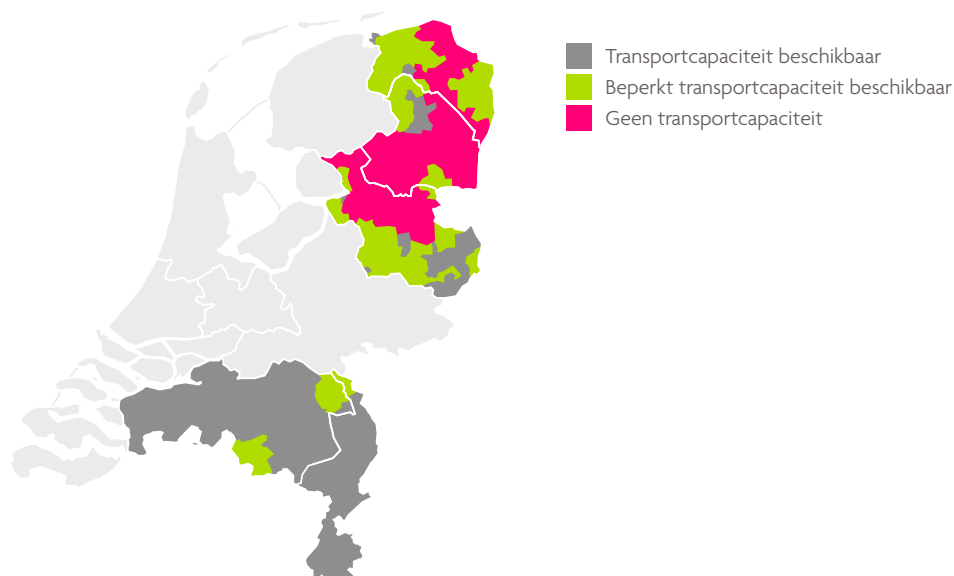 Transportcapaciteit beschikbaar
Beperkt transportcapaciteit beschikbaar
Geen transportcapaciteit